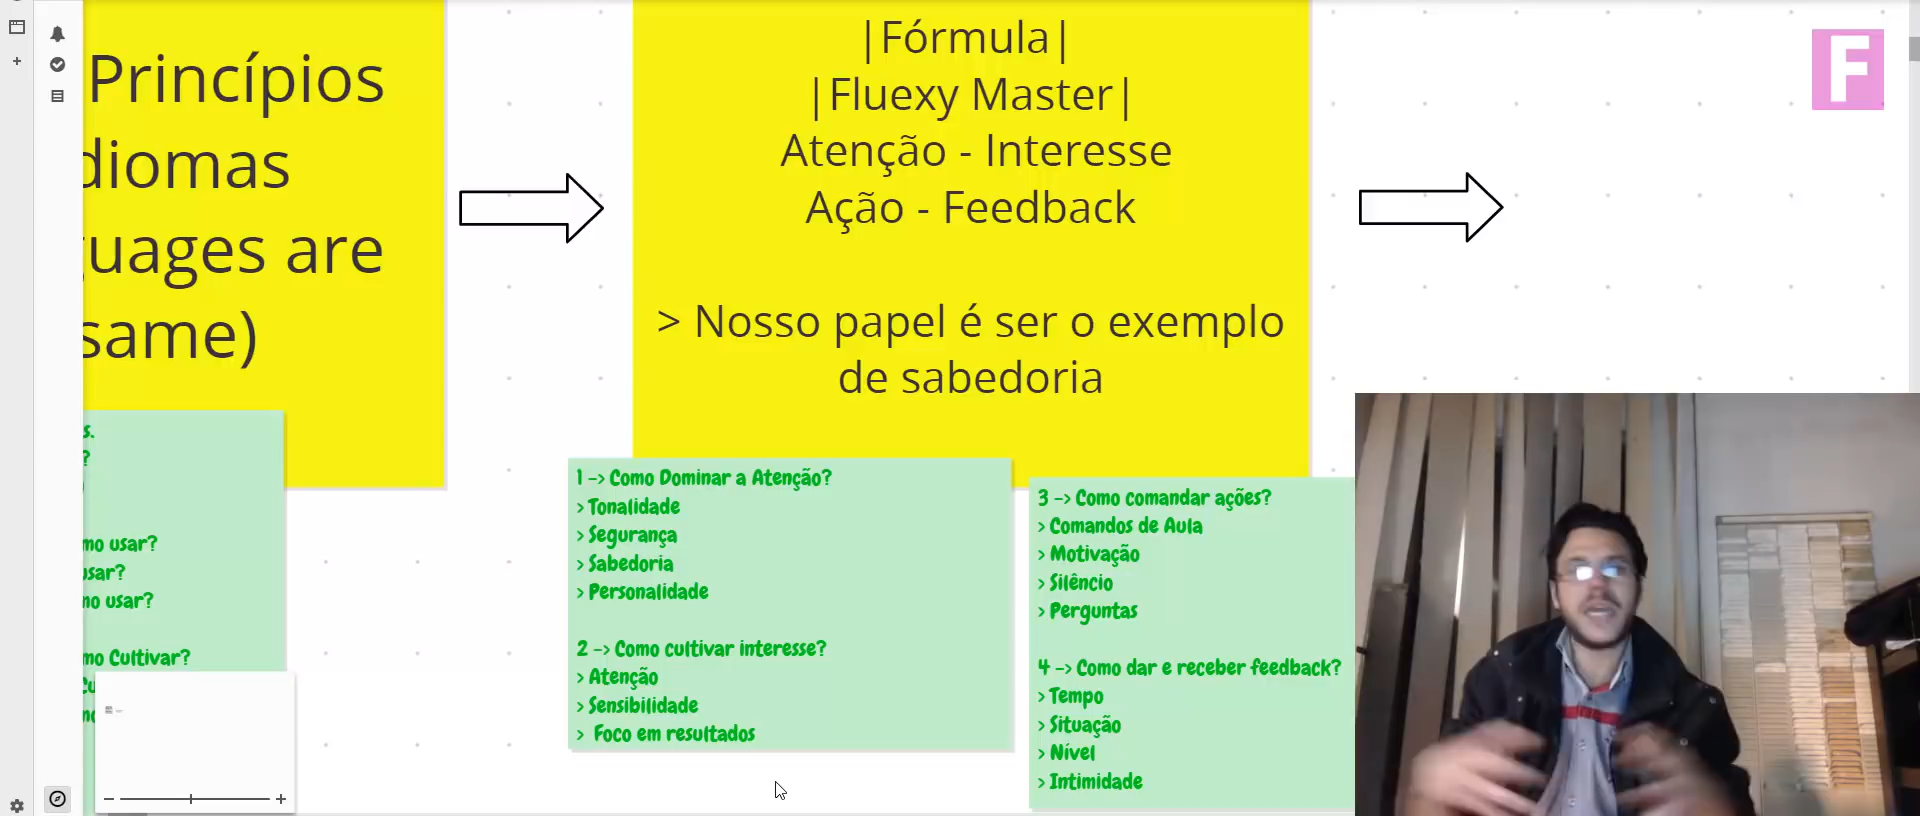 Princípios
diomas
guages are
same)
|Fórmula|
|Fluexy Master|
Atenção - Interesse
Ação - Feedback
> Nosso papel é ser o exemplo
de sabedoria
F
s.
?
mo usar?
usar?
no usar?
mo Cultivar?
1 -> Como Dominar a Atenção?
> Tonalidade
> Segurança
> Sabedoria
> Personalidade
2 -> Como cultivar interesse?
> Atenção
> Sensibilidade
> Foco em resultados
3 -> Como comandar ações?
> Comandos de Aula
> Motivação
> Silêncio
> Perguntas
4 -> Como dar e receber feedback?
> Tempo
> Situação
> Nível
> Intimidade